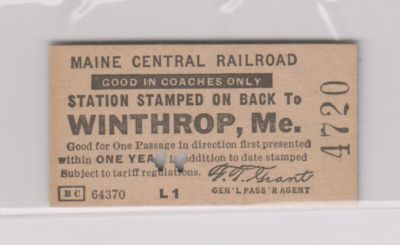 MAINE CENTRAL RAILROAD
GOOD IN COACHES ONLY
STATION STAMPED ON BACK To
WINTHROP, Me.
Good for One Passage in direction first presented
within ONE YEAR in addition to date stamped
Subject to tariff regulations.
F. T. Grant
BC 64370 L1 GEN'L PASS'R AGENT
4720